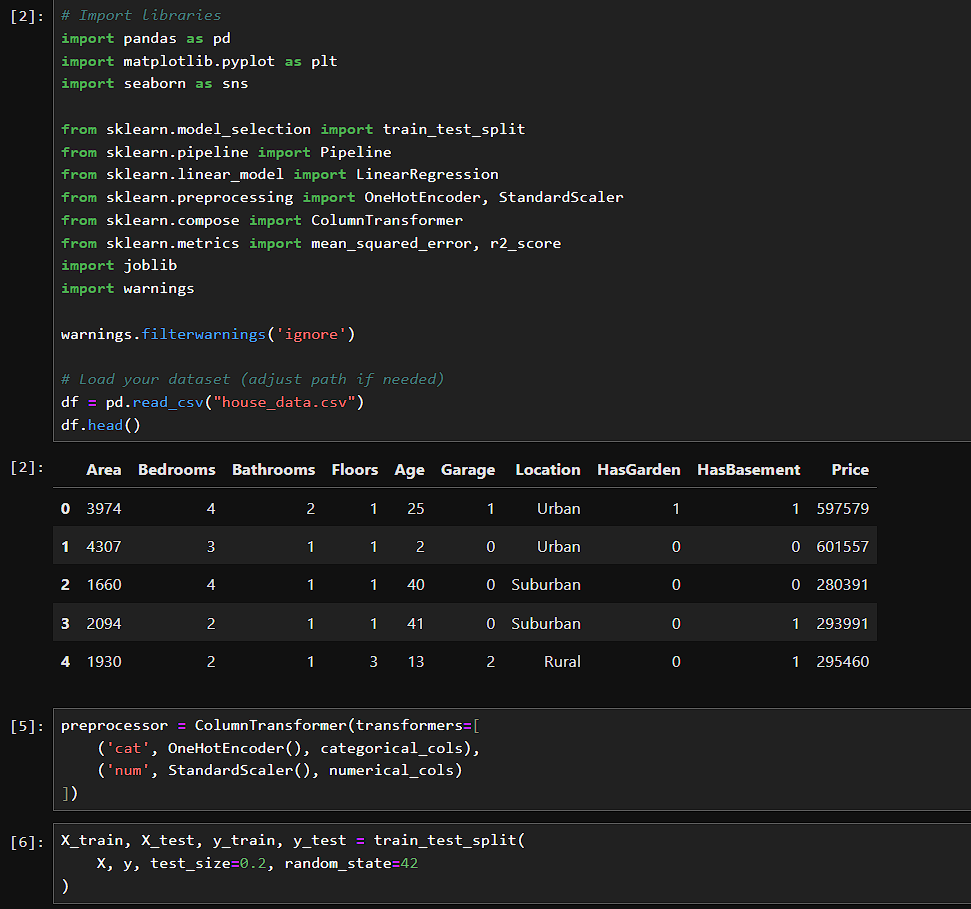 [2]: # Import libraries
import pandas as pd
import matplotlib.pyplot as plt
import seaborn as sns
from sklearn.model_selection import train_test_split
from sklearn.pipeline import Pipeline
from sklearn.linear_model import LinearRegression
from sklearn.preprocessing import OneHotEncoder, StandardScaler
from sklearn.compose import ColumnTransformer
from sklearn.metrics import mean_squared_error, r2_score
import joblib
import warnings
warnings.filterwarnings('ignore')
# Load your dataset (adjust path if needed)
df = pd.read_csv("house_data.csv")
df.head()
[2]: Area Bedrooms Bathrooms Floors Age Garage Location HasGarden HasBasement Price
0 3974 4 2 1 25 1 Urban 1 1 597579
1 4307 3 1 1 2 0 Urban 0 0 601557
2 1660 4 1 1 40 0 Suburban 0 0 280391
3 2094 2 1 1 41 0 Suburban 0 1 293991
4 1930 2 1 3 13 2 Rural 0 1 295460
[5]: preprocessor = ColumnTransformer(transformers=[
('cat', OneHotEncoder(), categorical_cols),
('num', StandardScaler(), numerical_cols)
])
[6]: X_train, X_test, y_train, y_test = train_test_split(
X, y, test_size=0.2, random_state=42
)